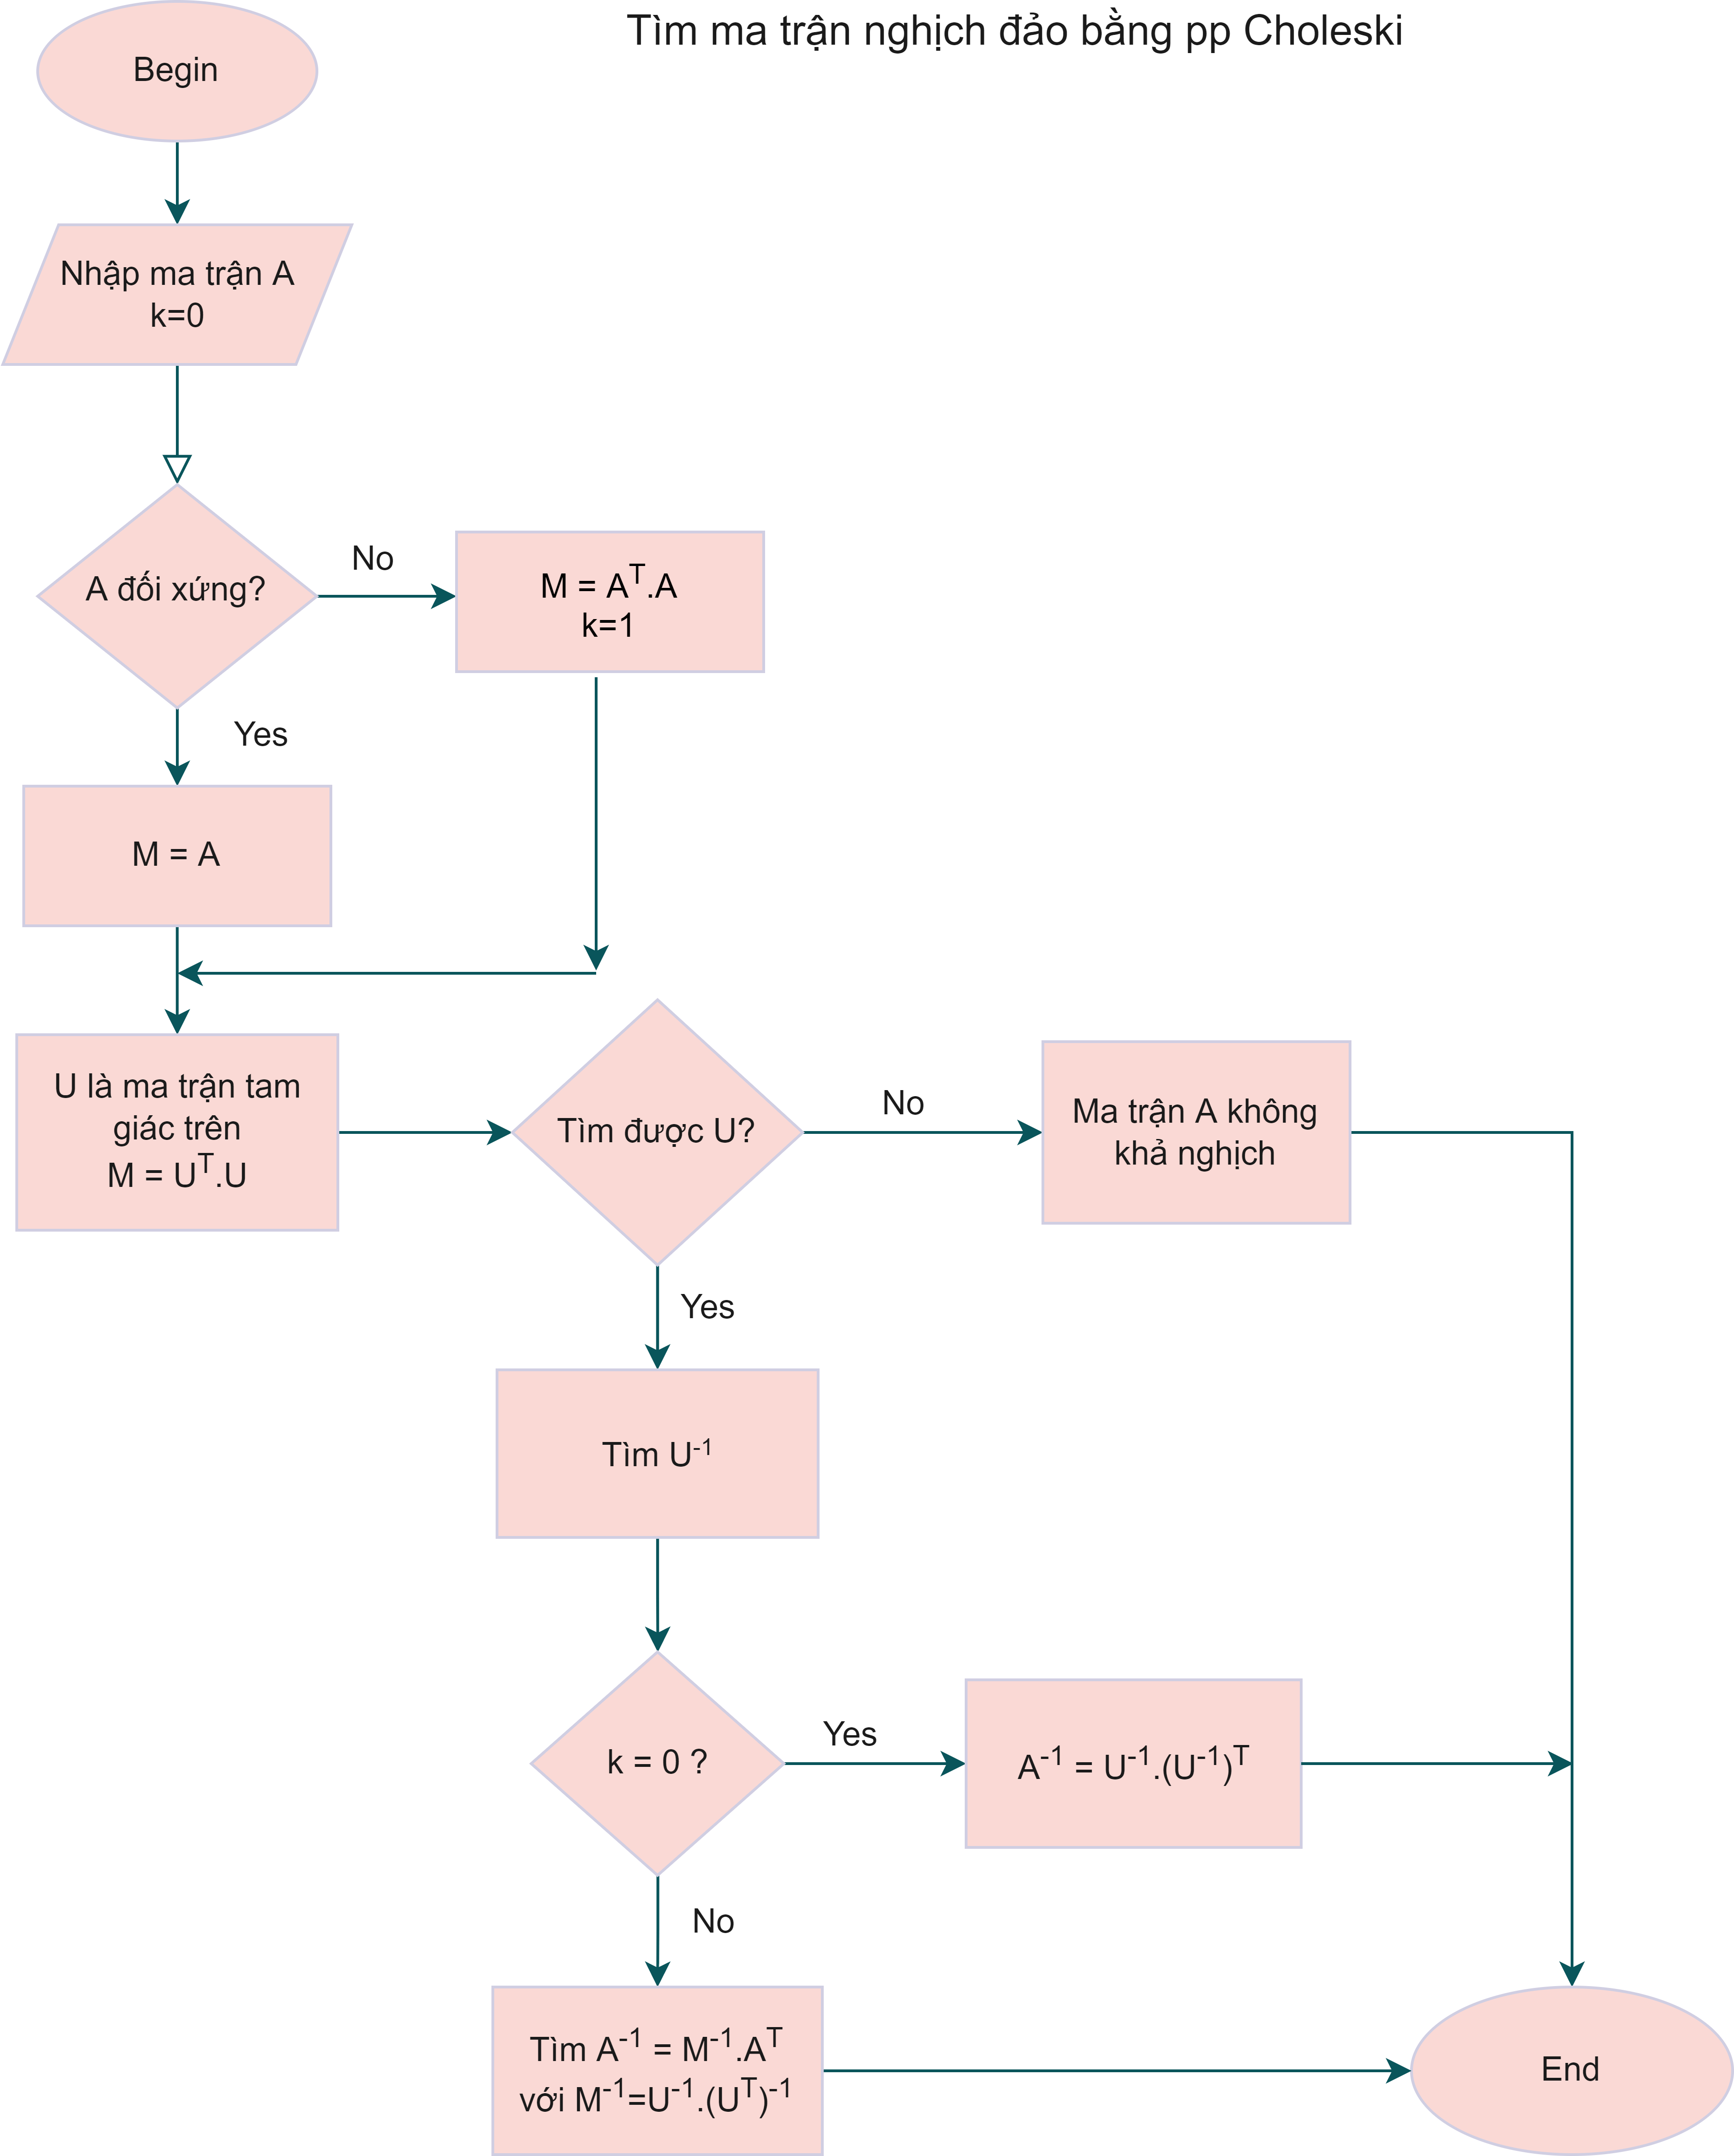 Tìm ma trận nghịch đảo bằng pp Choleski
Begin
Nhập ma trận A
k=0
A đối xứng?
No
M = A^T.A
k=1
Yes
M = A
U là ma trận tam
giác trên
M = U^T.U
Tìm được U?
No
Ma trận A không
khả nghịch
Yes
Tìm U^-1
k = 0 ?
Yes
A^-1 = U^-1.(U^-1)^T
No
Tìm A^-1 = M^-1.A^T
với M^-1=U^-1.(U^T)^-1
End